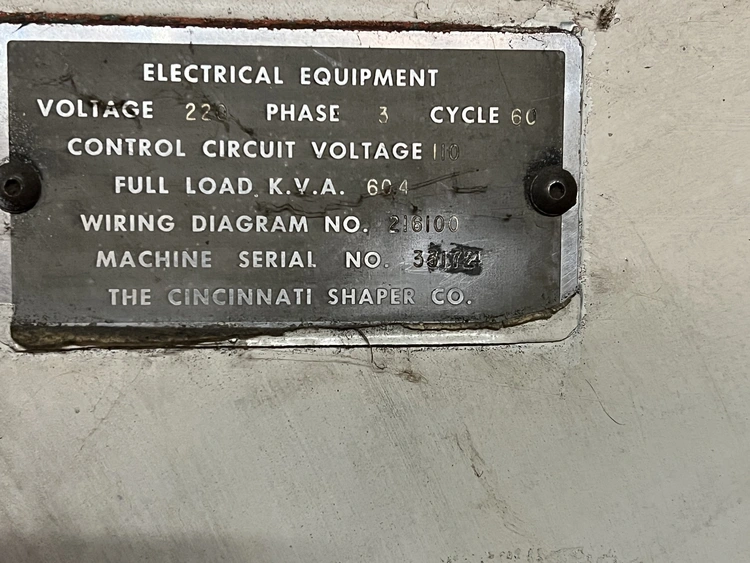 ELECTRICAL EQUIPMENT
VOLTAGE 220 PHASE 3 CYCLE 60
CONTROL CIRCUIT VOLTAGE 110
FULL LOAD K.V.A. 60.4
WIRING DIAGRAM NO. 216100
MACHINE SERIAL NO.
THE CINCINNATI SHAPER CO.